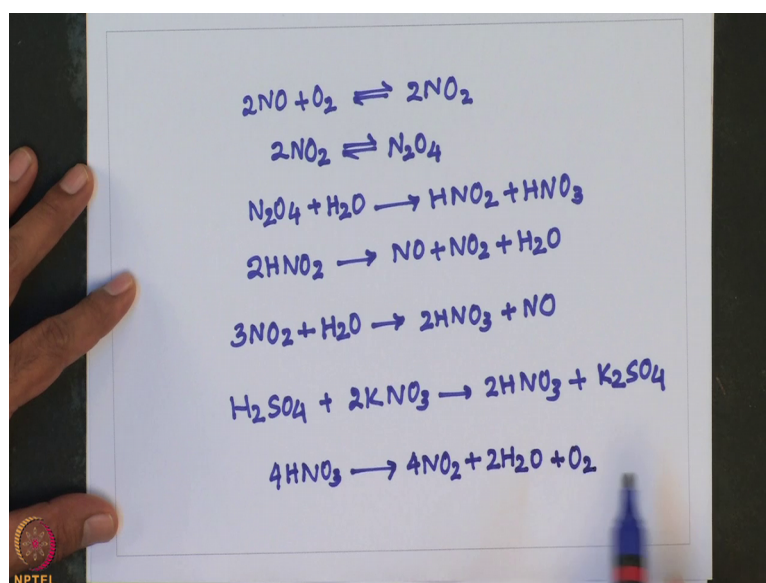 2NO + O2 ⇌ 2NO2
2NO2 ⇌ N2O4
N2O4 + H2O ⟶ HNO2 + HNO3
2HNO2 ⟶ NO + NO2 + H2O
3NO2 + H2O ⟶ 2HNO3 + NO
H2SO4 + 2KNO3 ⟶ 2HNO3 + K2SO4
4HNO3 ⟶ 4NO2 + 2H2O + O2
NPTEL